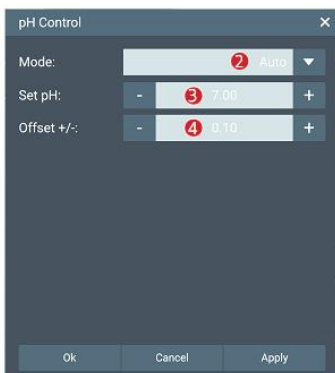 pH Control ×
Mode: 2 Auto
Set pH: - 3 7.00 +
Offset +/-: - 4 0.10 +
Ok Cancel Apply